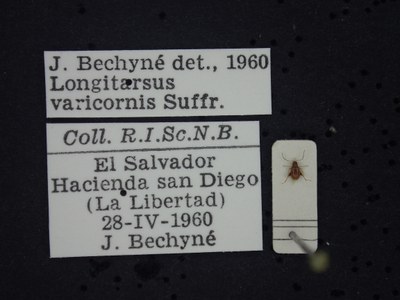 J. Bechyné det., 1960
Longitarsus
varicornis Suffr.
Coll. R.I.Sc.N.B.
El Salvador
Hacienda san Diego
(La Libertad)
28-IV-1960
J. Bechyné